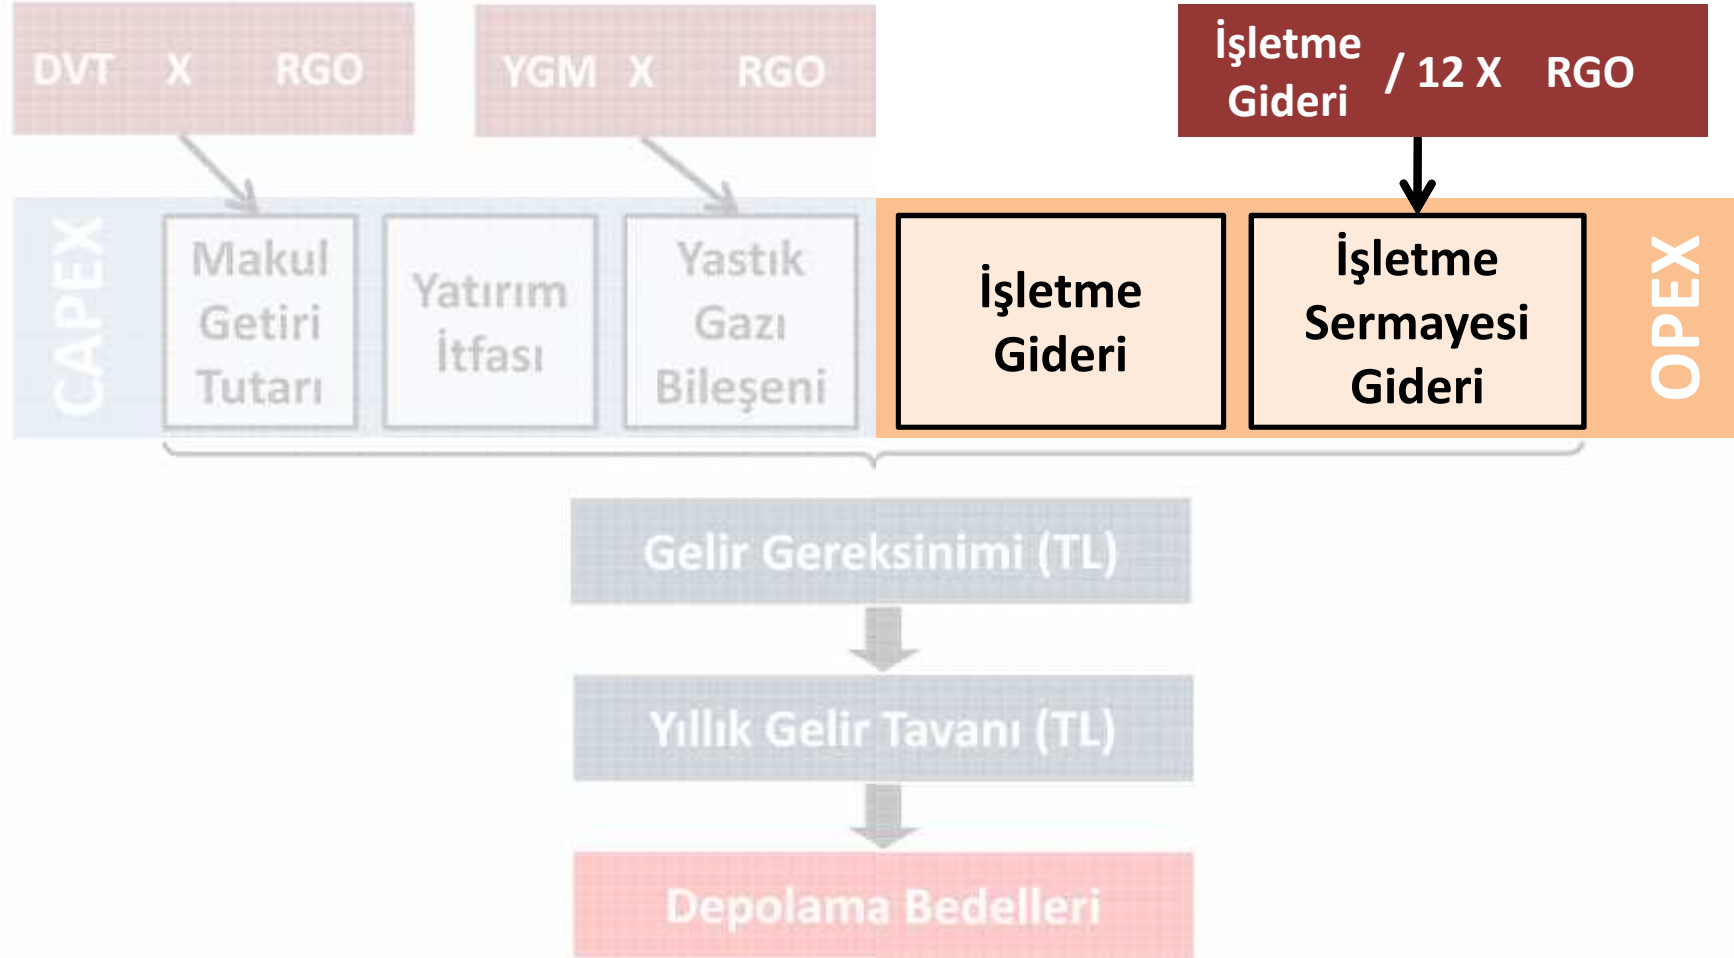 DVT X RGO
YGM X RGO
İşletme
Gideri
/ 12 X RGO
CAPEX
Makul
Getiri
Tutarı
Yatırım
İtfası
Yastık
Gazı
Bileşeni
İşletme
Gideri
İşletme
Sermayesi
Gideri
OPEX
Gelir Gereksinimi (TL)
Yıllık Gelir Tavanı (TL)
Depolama Bedelleri